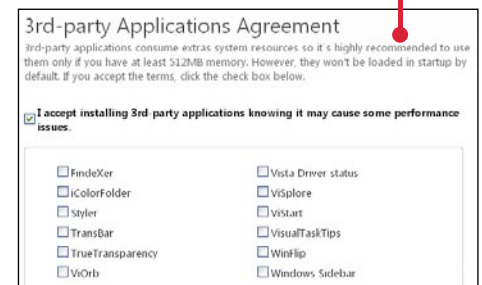 3rd-party Applications Agreement
3rd-party applications consume extras system resources so it's highly recommended to use
them only if you have at least 512MB memory. However, they won't be loaded in startup by
default. If you accept the terms, click the check box below.
I accept installing 3rd-party applications knowing it may cause some performance
issues.
FindeXer
Vista Driver status
iColorFolder
ViSplore
Styler
ViStart
TransBar
VisualTaskTips
TrueTransparency
WinFlip
ViOrb
Windows Sidebar